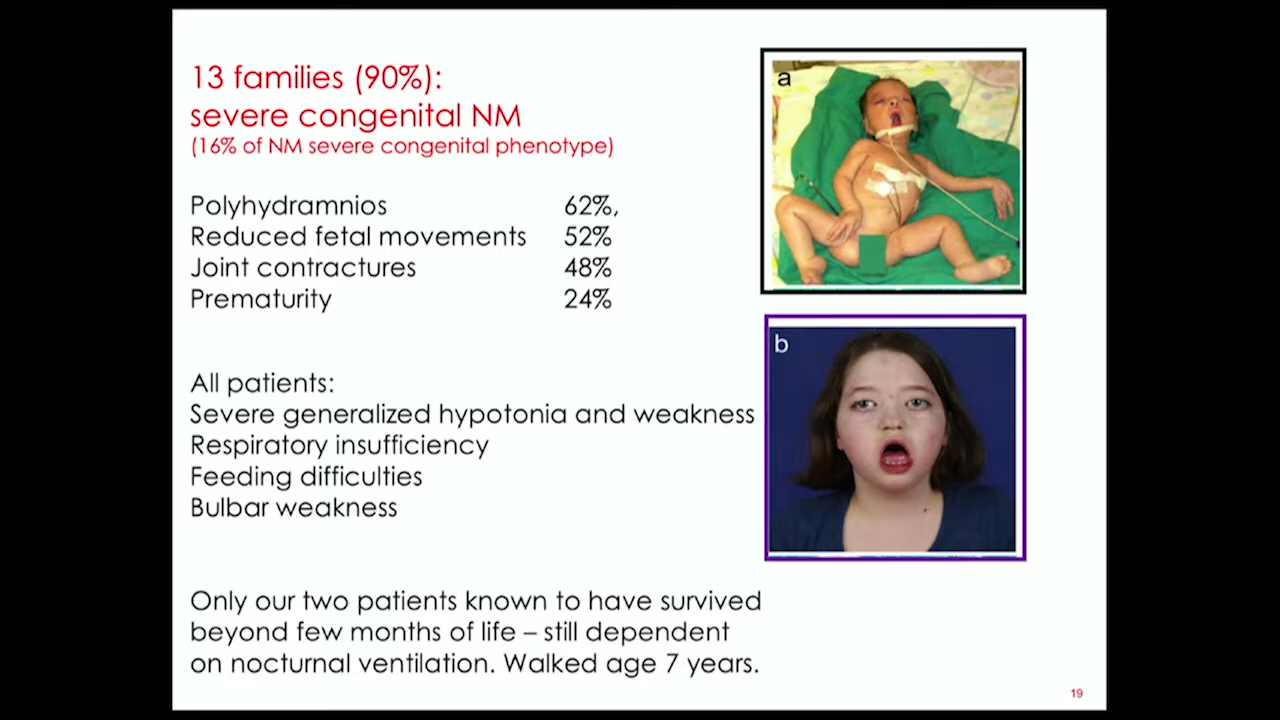 13 families (90%):
severe congenital NM
(16% of NM severe congenital phenotype)
Polyhydramnios 62%,
Reduced fetal movements 52%
Joint contractures 48%
Prematurity 24%
All patients:
Severe generalized hypotonia and weakness
Respiratory insufficiency
Feeding difficulties
Bulbar weakness
Only our two patients known to have survived
beyond few months of life – still dependent
on nocturnal ventilation. Walked age 7 years.
a
b
19